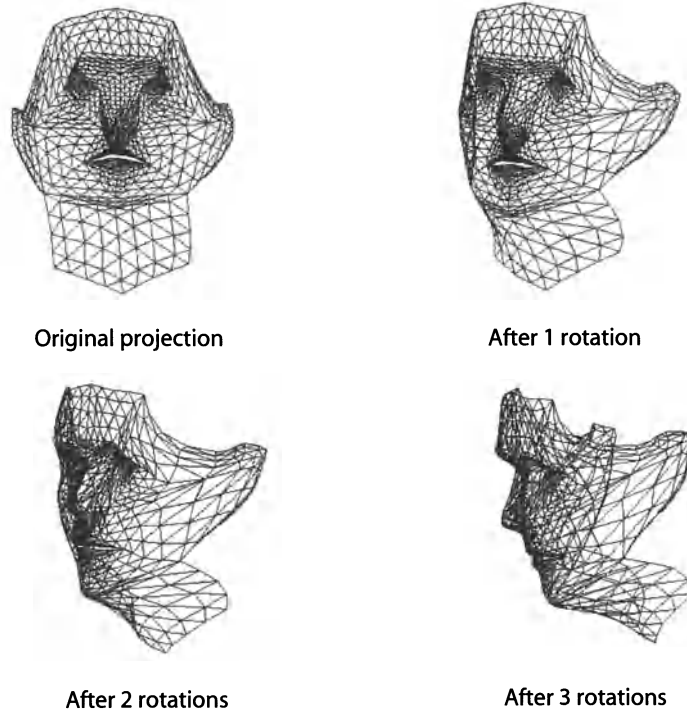 Original projection
After 1 rotation
After 2 rotations
After 3 rotations